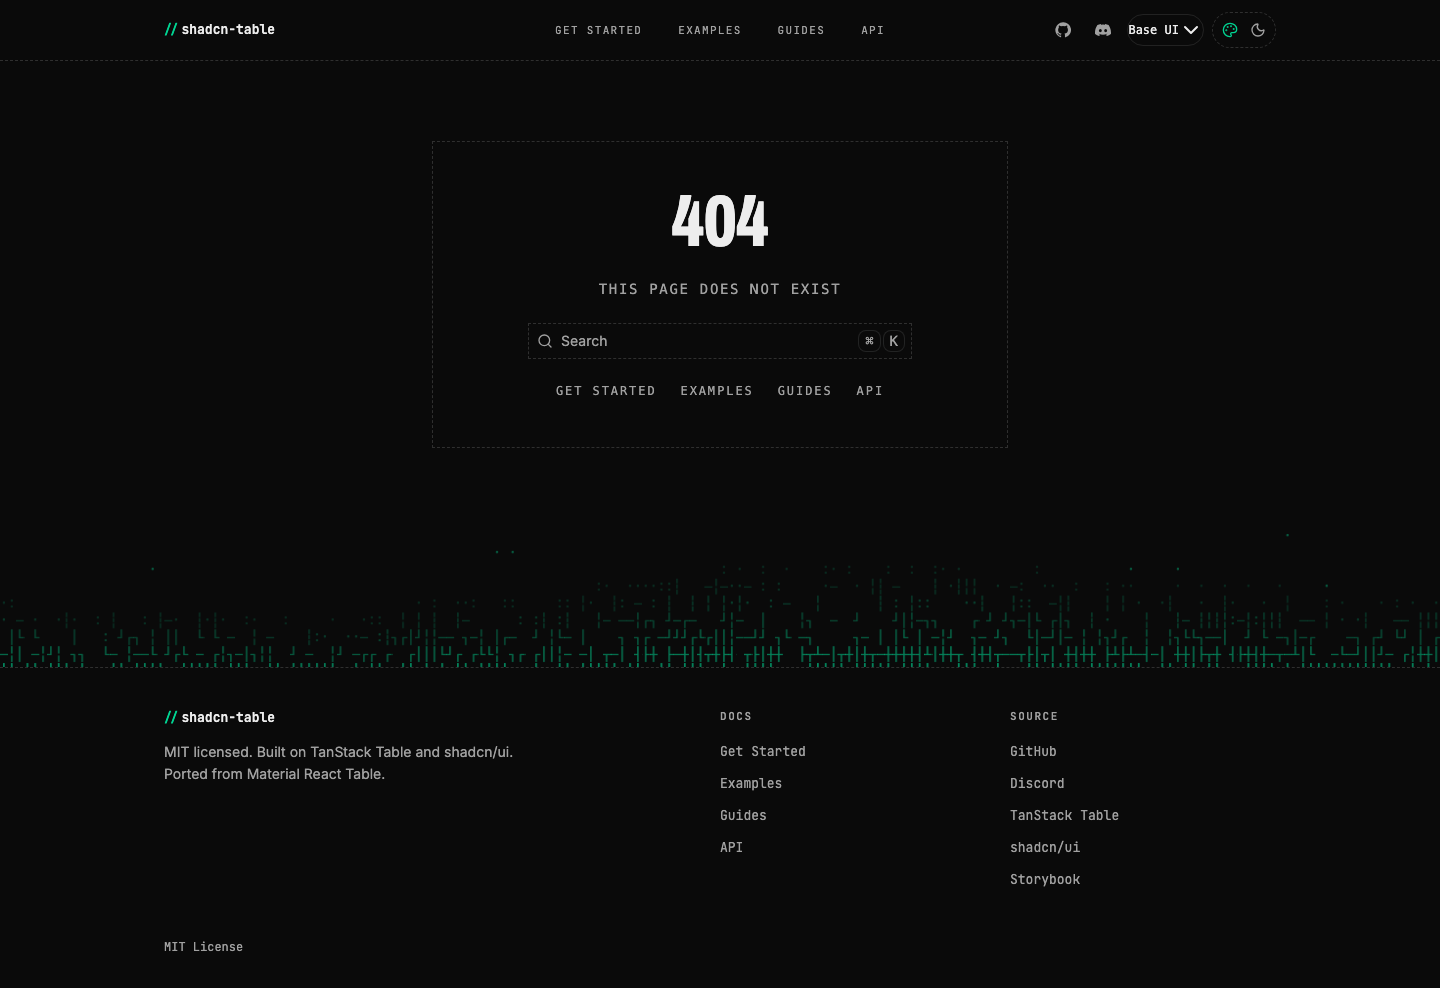 // shadcn-table
GET STARTED EXAMPLES GUIDES API
Base UI
404
THIS PAGE DOES NOT EXIST
Search ⌘ K
GET STARTED EXAMPLES GUIDES API
// shadcn-table
MIT licensed. Built on TanStack Table and shadcn/ui.
Ported from Material React Table.
DOCS
Get Started
Examples
Guides
API
SOURCE
GitHub
Discord
TanStack Table
shadcn/ui
Storybook
MIT License